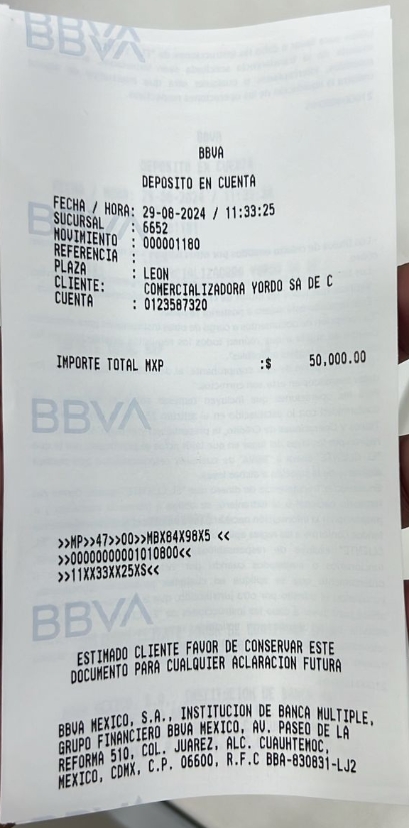 BBVA
BBVA
DEPOSITO EN CUENTA
FECHA / HORA: 29-08-2024 / 11:33:25
SUCURSAL : 6652
MOVIMIENTO : 000001180
REFERENCIA :
PLAZA : LEON
CLIENTE: COMERCIALIZADORA YORDO SA DE C
CUENTA : 0123587320
IMPORTE TOTAL MXP :$ 50,000.00
BBVA
>>MP>>47>>00>>MBX84X98X5 <<
>>00000000001010800<<
>>11XX33XX25XS<<
BBVA
ESTIMADO CLIENTE FAVOR DE CONSERVAR ESTE
DOCUMENTO PARA CUALQUIER ACLARACION FUTURA
BBVA MEXICO, S.A., INSTITUCION DE BANCA MULTIPLE,
GRUPO FINANCIERO BBVA MEXICO, AV. PASEO DE LA
REFORMA 510, COL. JUAREZ, ALC. CUAUHTEMOC,
MEXICO, CDMX, C.P. 06600, R.F.C BBA-830831-LJ2